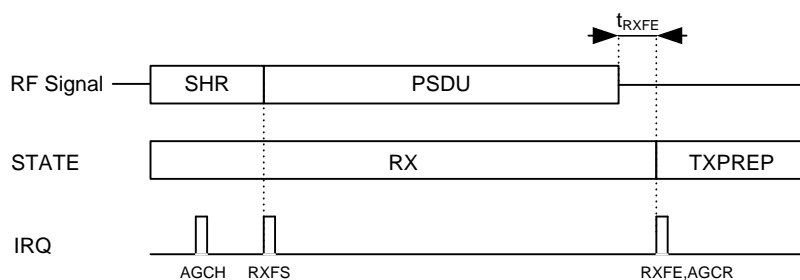 tRXFE
RF Signal SHR PSDU
STATE RX TXPREP
IRQ
AGCH RXFS RXFE,AGCR